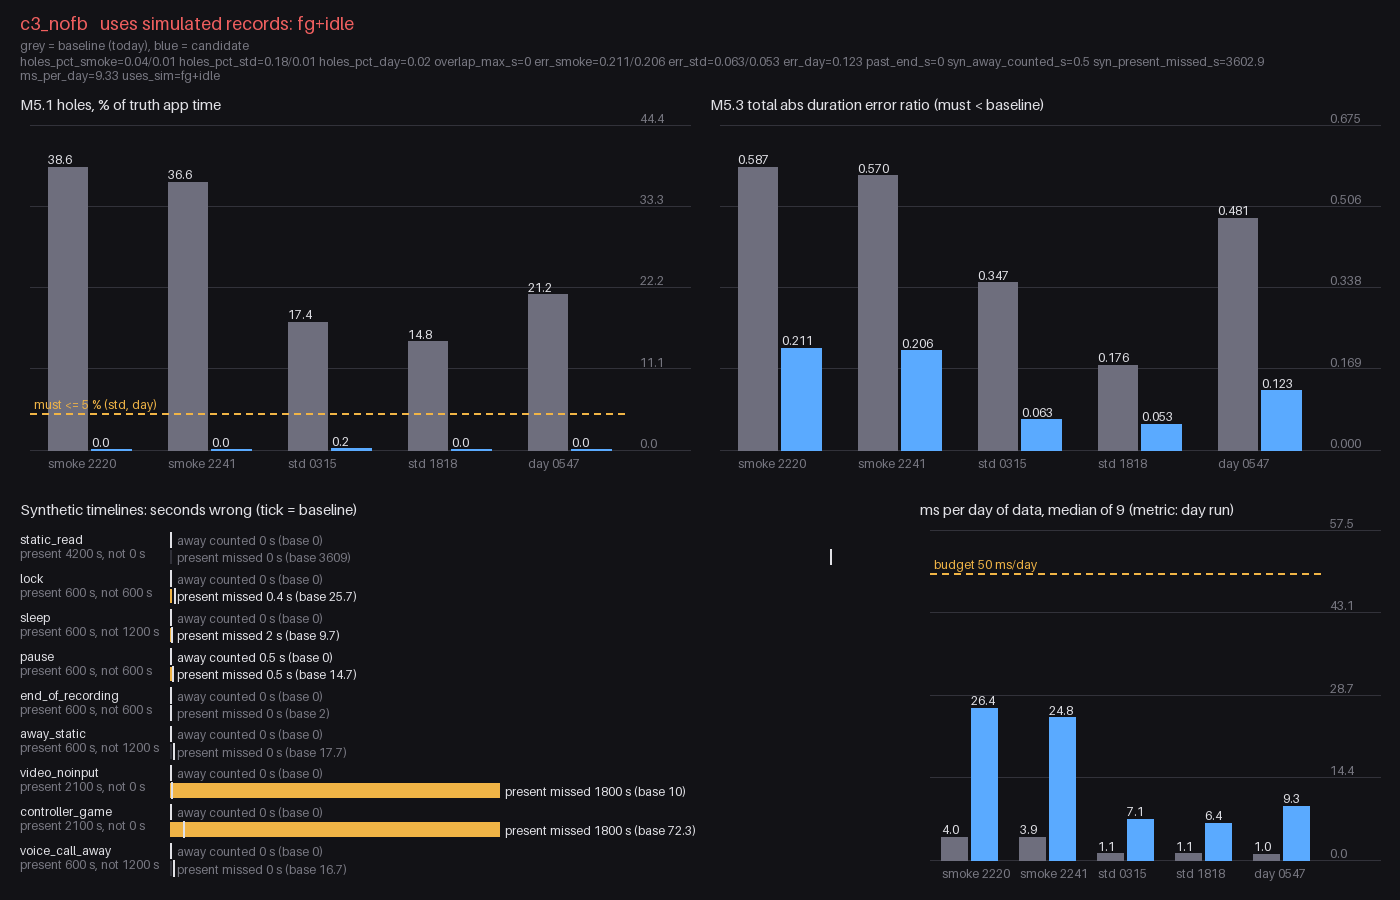 c3_nofb uses simulated records: fg+idle
grey = baseline (today), blue = candidate
holes_pct_smoke=0.04/0.01 holes_pct_std=0.18/0.01 holes_pct_day=0.02 overlap_max_s=0 err_smoke=0.211/0.206 err_std=0.063/0.053 err_day=0.123 past_end_s=0 syn_away_counted_s=0.5 syn_present_missed_s=3602.9
ms_per_day=9.33 uses_sim=fg+idle
M5.1 holes, % of truth app time
44.4
38.6
36.6
33.3
22.2
21.2
17.4
14.8
11.1
must <= 5 % (std, day)
0.0
0.0
0.2
0.0
0.0
0.0
smoke 2220
smoke 2241
std 0315
std 1818
day 0547
M5.3 total abs duration error ratio (must < baseline)
0.675
0.587
0.570
0.506
0.481
0.347
0.338
0.211
0.206
0.176
0.169
0.123
0.063
0.053
0.000
smoke 2220
smoke 2241
std 0315
std 1818
day 0547
Synthetic timelines: seconds wrong (tick = baseline)
static_read
present 4200 s, not 0 s
away counted 0 s (base 0)
present missed 0 s (base 3609)
lock
present 600 s, not 600 s
away counted 0 s (base 0)
present missed 0.4 s (base 25.7)
sleep
present 600 s, not 1200 s
away counted 0 s (base 0)
present missed 2 s (base 9.7)
pause
present 600 s, not 600 s
away counted 0.5 s (base 0)
present missed 0.5 s (base 14.7)
end_of_recording
present 600 s, not 600 s
away counted 0 s (base 0)
present missed 0 s (base 2)
away_static
present 600 s, not 1200 s
away counted 0 s (base 0)
present missed 0 s (base 17.7)
video_noinput
present 2100 s, not 0 s
away counted 0 s (base 0)
present missed 1800 s (base 10)
controller_game
present 2100 s, not 0 s
away counted 0 s (base 0)
present missed 1800 s (base 72.3)
voice_call_away
present 600 s, not 1200 s
away counted 0 s (base 0)
present missed 0 s (base 16.7)
ms per day of data, median of 9 (metric: day run)
57.5
budget 50 ms/day
43.1
28.7
26.4
24.8
14.4
4.0
3.9
1.1
7.1
1.1
6.4
1.0
9.3
0.0
smoke 2220
smoke 2241
std 0315
std 1818
day 0547